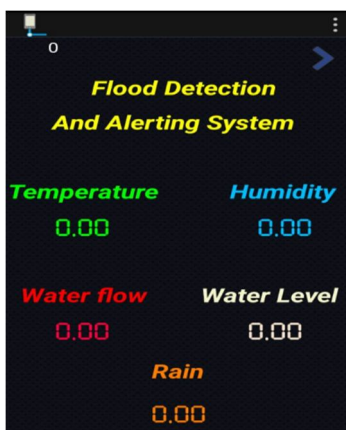 0
Flood Detection
And Alerting System
Temperature Humidity
0.00 0.00
Water flow Water Level
0.00 0.00
Rain
0.00